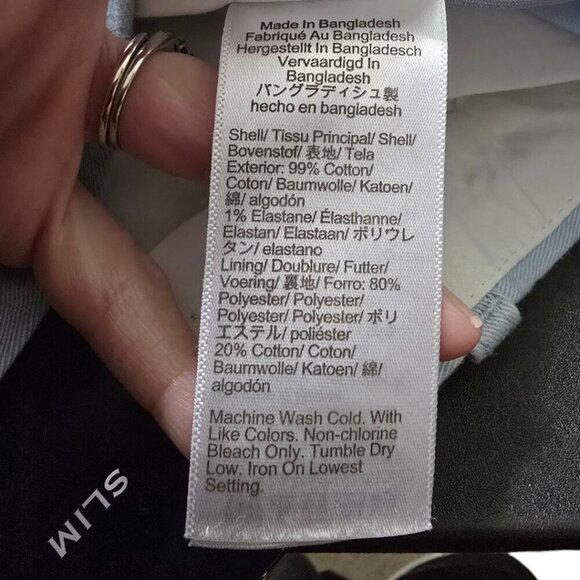 Made In Bangladesh
Fabriqué Au Bangladesh
Hergestellt In Bangladesch
Vervaardigd In
Bangladesh
バングラディシュ製
hecho en bangladesh
Shell/ Tissu Principal/ Shell/
Bovenstof/ 表地/ Tela
Exterior: 99% Cotton/
Coton/ Baumwolle/ Katoen/
綿/ algodón
1% Elastane/ Élasthanne/
Elastan/ Elastaan/ ポリウレ
タン/ elastano
Lining/ Doublure/ Futter/
Voering/ 裏地/ Forro: 80%
Polyester/ Polyester/
Polyester/ Polyester/ ポリ
エステル/ poliéster
20% Cotton/ Coton/
Baumwolle/ Katoen/ 綿/
algodón
Machine Wash Cold. With
Like Colors. Non-chlorine
Bleach Only. Tumble Dry
Low. Iron On Lowest
Setting.
SLIM